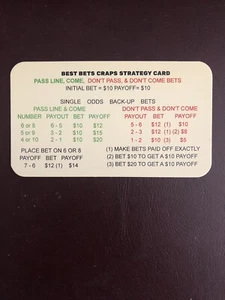 BEST BETS CRAPS STRATEGY CARD
PASS LINE, COME, DON'T PASS, & DON'T COME BETS
INITIAL BET = $10 PAYOFF= $10
SINGLE ODDS BACK-UP BETS
PASS LINE & COME DON'T PASS & DON'T COME
NUMBER PAYOUT BET PAYOFF PAYOUT BET PAYOFF
6 or 8 6 - 5 $10 $12 5 - 6 $12 (1) $10
5 or 9 3 - 2 $10 $15 2 - 3 $12 (1) (2) $8
4 or 10 2 - 1 $10 $20 1 - 2 $10 (3) $5
PLACE BET ON 6 OR 8 (1) MAKE BETS PAID OFF EXACTLY
PAYOFF BET PAYOFF (2) BET $10 TO GET A $10 PAYOFF
7 - 6 $12 (1) $14 (3) BET $20 TO GET A $10 PAYOFF